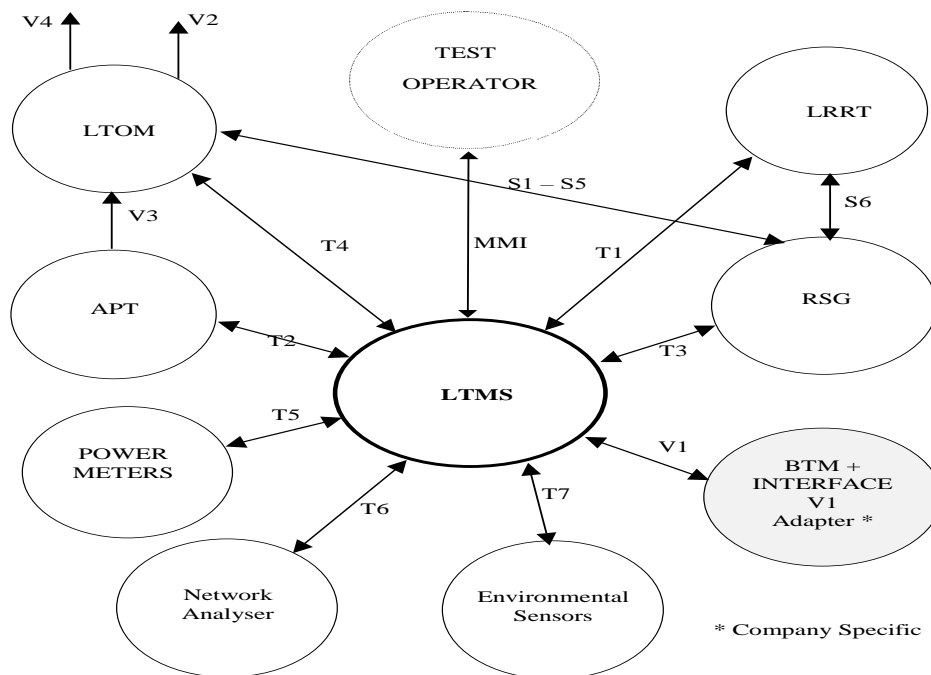 V4
V2
TEST
OPERATOR
LTOM
LRRT
S1 – S5
S6
V3
T4
MMI
T1
APT
RSG
T2
T3
LTMS
T5
V1
POWER
METERS
BTM +
INTERFACE
V1
Adapter *
T6
T7
Network
Analyser
Environmental
Sensors
* Company Specific